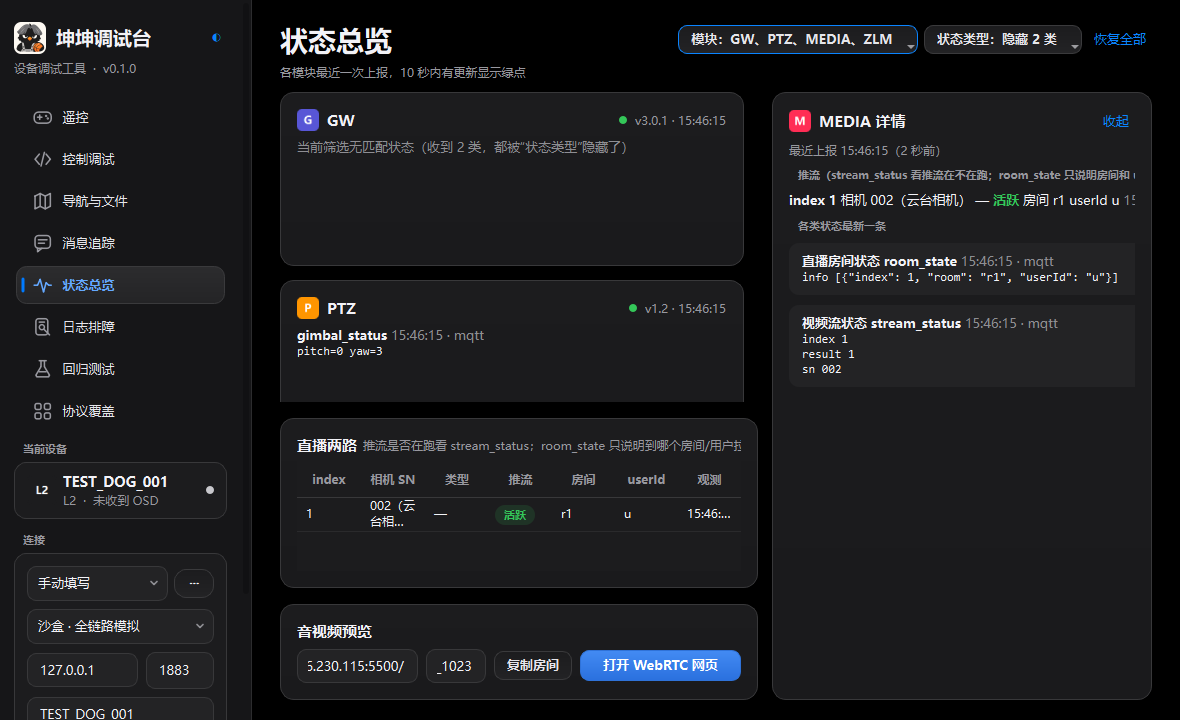 坤坤调试台
设备调试工具 · v0.1.0
遥控
控制调试
导航与文件
消息追踪
状态总览
日志排障
回归测试
协议覆盖
当前设备
L2
TEST_DOG_001
L2 · 未收到 OSD
连接
手动填写
···
沙盒 · 全链路模拟
127.0.0.1
1883
TEST_DOG_001
状态总览
模块：GW、PTZ、MEDIA、ZLM
状态类型：隐藏 2 类
恢复全部
各模块最近一次上报，10 秒内有更新显示绿点
G
GW
v3.0.1 · 15:46:15
当前筛选无匹配状态（收到 2 类，都被“状态类型”隐藏了）
P
PTZ
v1.2 · 15:46:15
gimbal_status 15:46:15 · mqtt
pitch=0 yaw=3
直播两路 推流是否在跑看 stream_status；room_state 只说明到哪个房间/用户
index 相机 SN 类型 推流 房间 userId 观测
1 002（云台相… — 活跃 r1 u 15:46:...
音视频预览
.230.115:5500/
_1023
复制房间
打开 WebRTC 网页
M
MEDIA 详情
收起
最近上报 15:46:15（2 秒前）
推流（stream_status 看推流在不在跑；room_state 只说明房间和
index 1 相机 002（云台相机） — 活跃 房间 r1 userId u 15
各类状态最新一条
直播房间状态 room_state 15:46:15 · mqtt
info [{"index": 1, "room": "r1", "userId": "u"}]
视频流状态 stream_status 15:46:15 · mqtt
index 1
result 1
sn 002